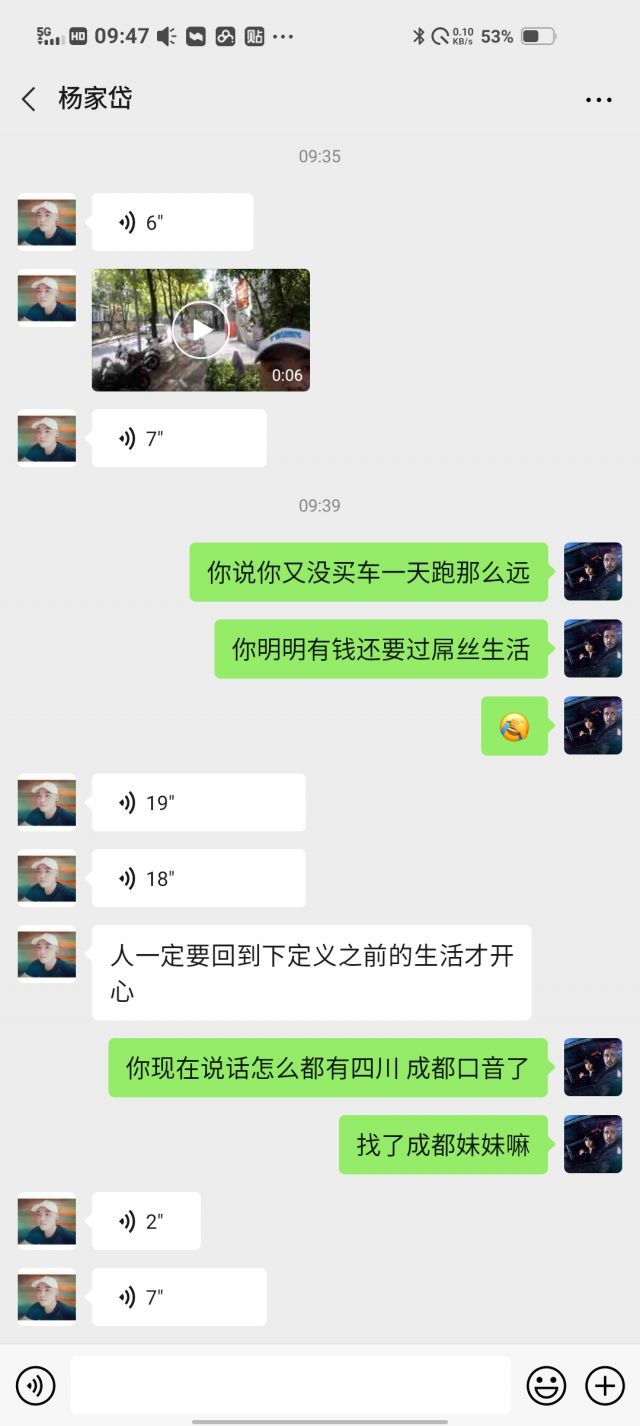 5G HD 09:47 贴 ··· 0.10 KB/s 53%
杨家岱
09:35
6"
0:06
7"
09:39
你说你又没买车一天跑那么远
你明明有钱还要过屌丝生活
19"
18"
人一定要回到下定义之前的生活才开
心
你现在说话怎么都有四川 成都口音了
找了成都妹妹嘛
2"
7"